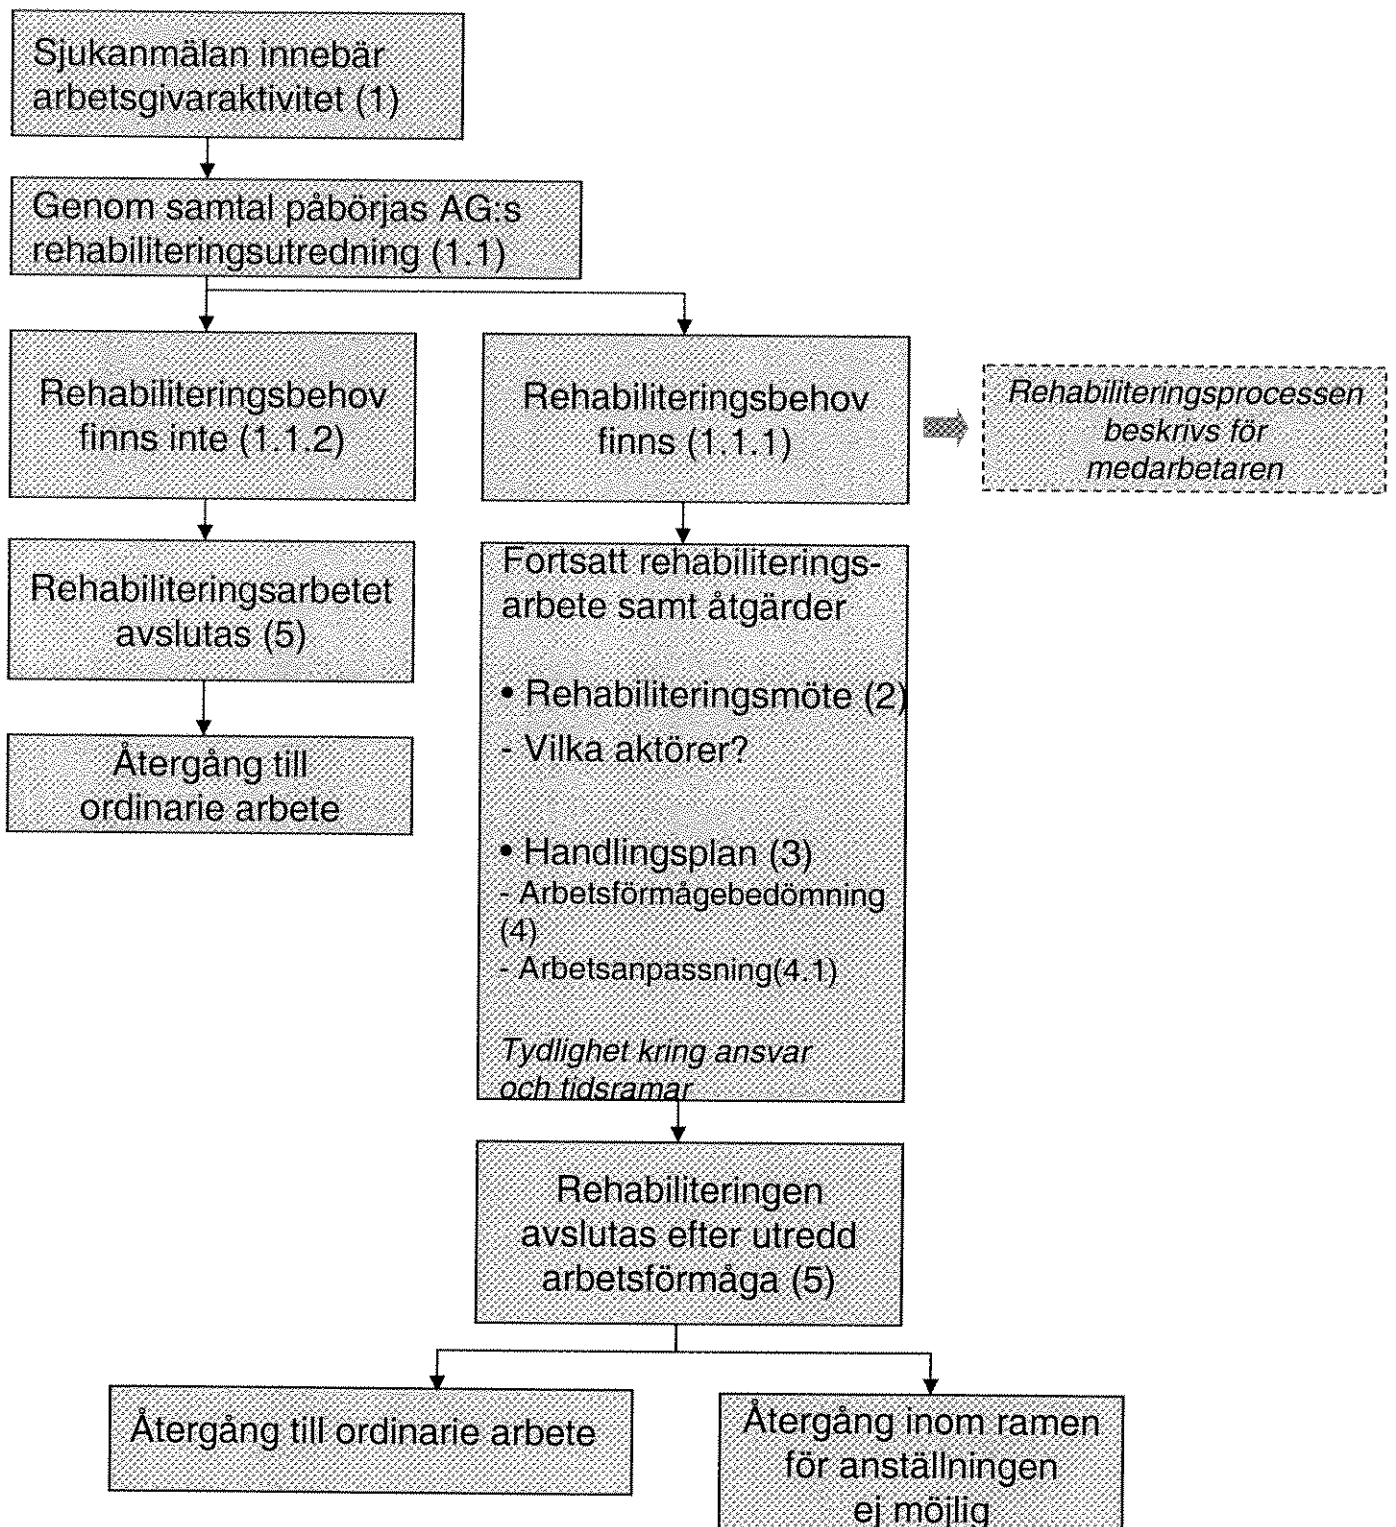 Sjukanmälan innebär
arbetsgivaraktivitet (1)
Genom samtal påbörjas AG:s
rehabiliteringsutredning (1.1)
Rehabiliteringsbehov
finns inte (1.1.2)
Rehabiliteringsbehov
finns (1.1.1)
Rehabiliteringsprocessen
beskrivs för
medarbetaren
Rehabiliteringsarbetet
avslutas (5)
Återgång till
ordinarie arbete
Fortsatt rehabiliterings-
arbete samt åtgärder
• Rehabiliteringsmöte (2)
- Vilka aktörer?
• Handlingsplan (3)
- Arbetsförmågebedömning
(4)
- Arbetsanpassning(4.1)
Tydlighet kring ansvar
och tidsramar
Rehabiliteringen
avslutas efter utredd
arbetsförmåga (5)
Återgång till ordinarie arbete
Återgång inom ramen
för anställningen
ej möjlig